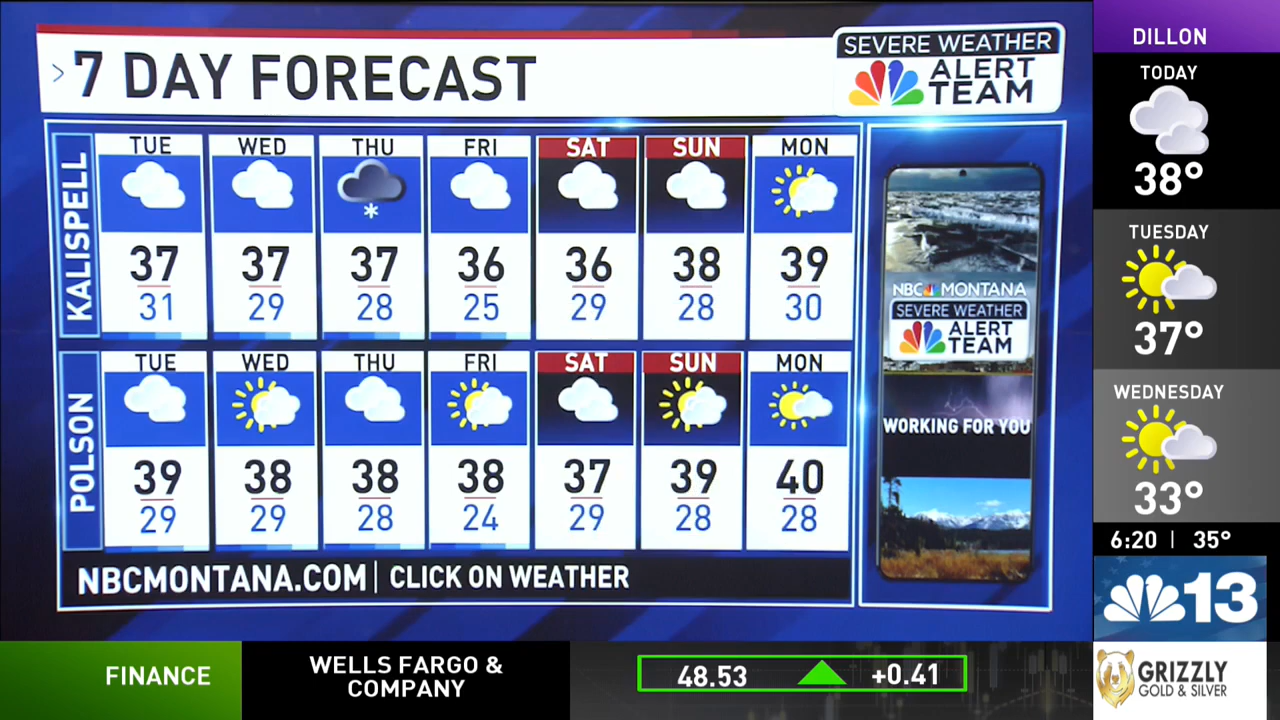 > 7 DAY FORECAST
SEVERE WEATHER
ALERT
TEAM
KALISPELL
TUE WED THU FRI SAT SUN MON
37 37 37 36 36 38 39
31 29 28 25 29 28 30
POLSON
TUE WED THU FRI SAT SUN MON
39 38 38 38 37 39 40
29 29 28 24 29 28 28
NBCMONTANA.COM | CLICK ON WEATHER
NBC MONTANA
SEVERE WEATHER
ALERT
TEAM
WORKING FOR YOU
DILLON
TODAY
38°
TUESDAY
37°
WEDNESDAY
33°
6:20 | 35°
13
FINANCE
WELLS FARGO &
COMPANY
48.53 +0.41
GRIZZLY
GOLD & SILVER